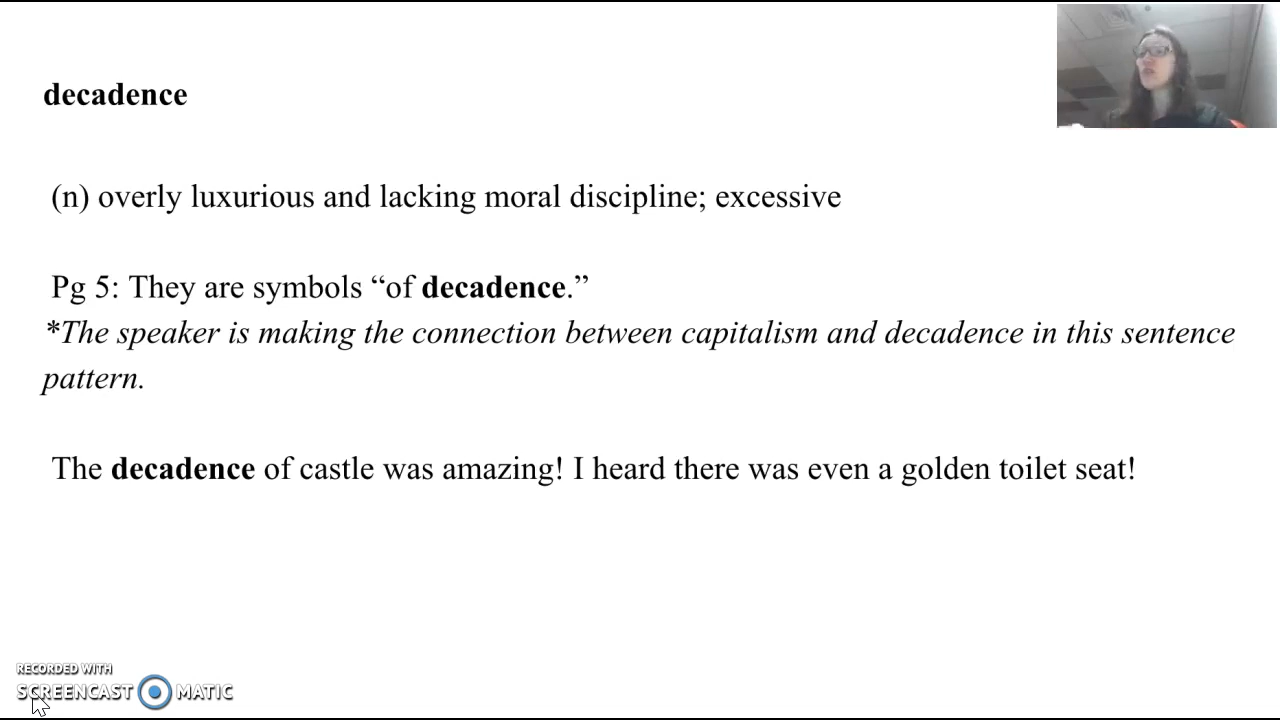 decadence
(n) overly luxurious and lacking moral discipline; excessive
Pg 5: They are symbols “of decadence.”
*The speaker is making the connection between capitalism and decadence in this sentence
pattern.
The decadence of castle was amazing! I heard there was even a golden toilet seat!
RECORDED WITH
SCREENCAST MATIC